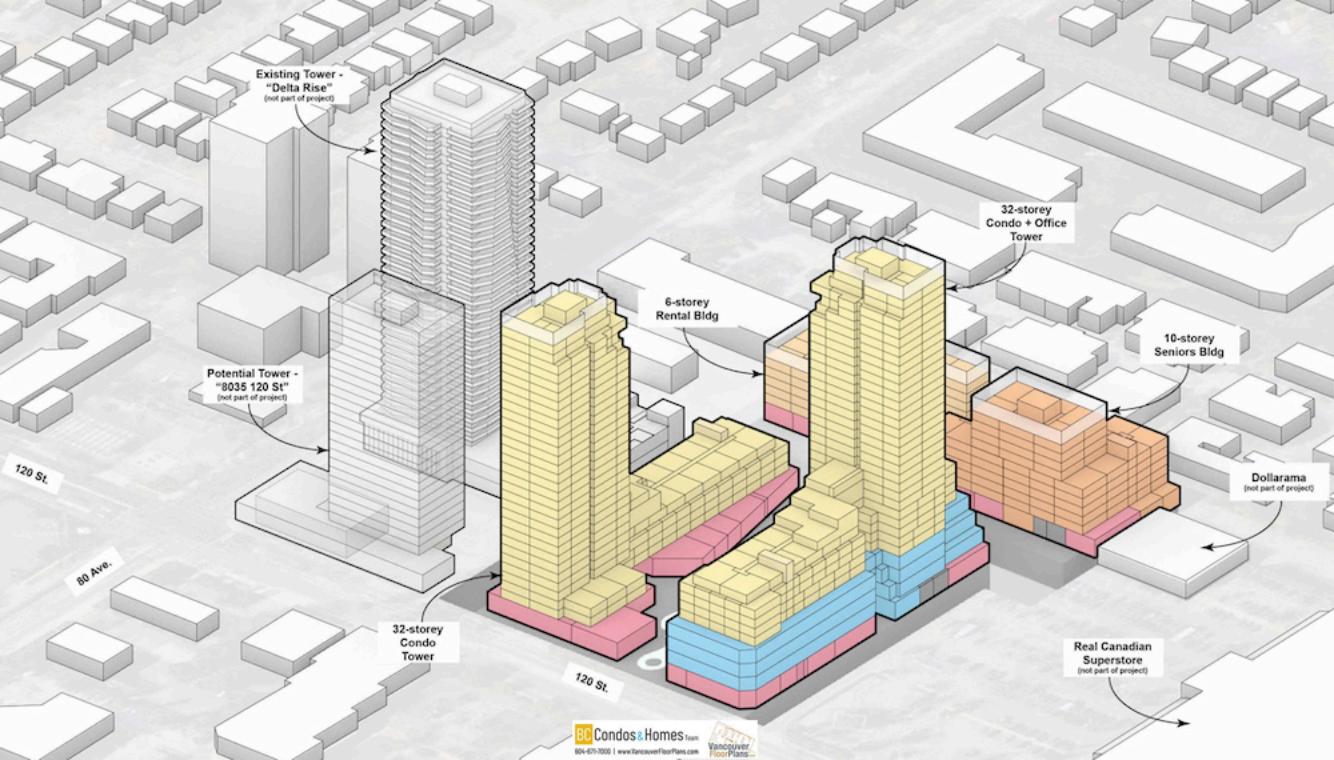 Existing Tower -
"Delta Rise"
(not part of project)
32-storey
Condo + Office
Tower
6-storey
Rental Bldg
10-storey
Seniors Bldg
Potential Tower -
"8035 120 St"
(not part of project)
120 St.
Dollarama
(not part of project)
80 Ave.
32-storey
Condo
Tower
Real Canadian
Superstore
(not part of project)
120 St.
BC Condos&Homes Team
604-671-7000 | www.VancouverFloorPlans.com
Vancouver
FloorPlans